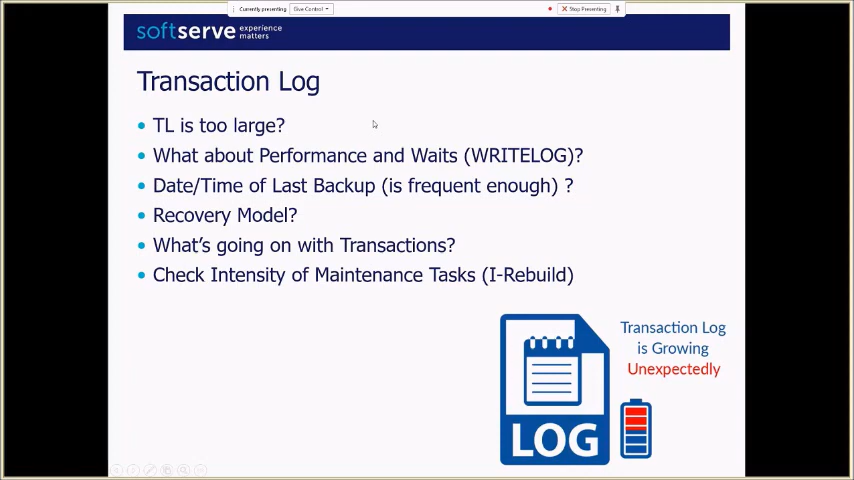 Currently presenting
Give Control
Stop Presenting
softserve experience
matters
Transaction Log
• TL is too large?
• What about Performance and Waits (WRITELOG)?
• Date/Time of Last Backup (is frequent enough) ?
• Recovery Model?
• What's going on with Transactions?
• Check Intensity of Maintenance Tasks (I-Rebuild)
Transaction Log
is Growing
Unexpectedly
LOG